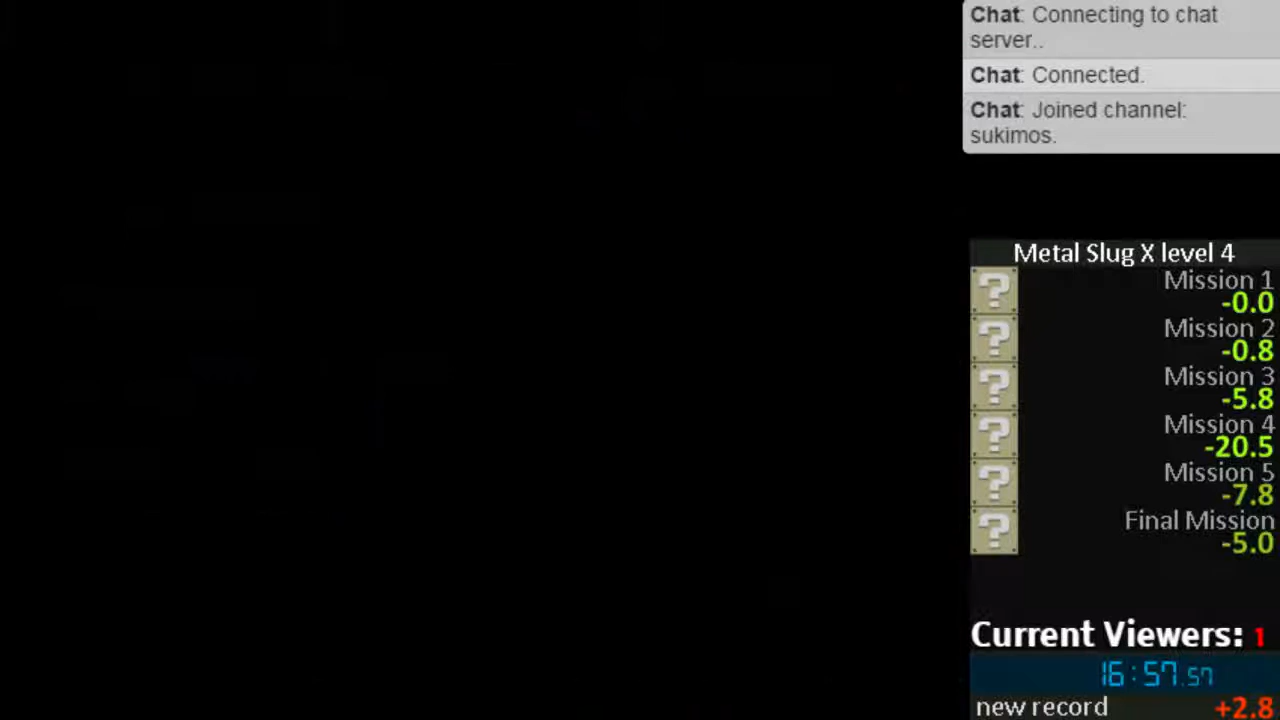 Chat: Connecting to chat
server..
Chat: Connected.
Chat: Joined channel:
sukimos.
Metal Slug X level 4
Mission 1
-0.0
Mission 2
-0.8
Mission 3
-5.8
Mission 4
-20.5
Mission 5
-7.8
Final Mission
-5.0
Current Viewers: 1
16:57.57
new record +2.8